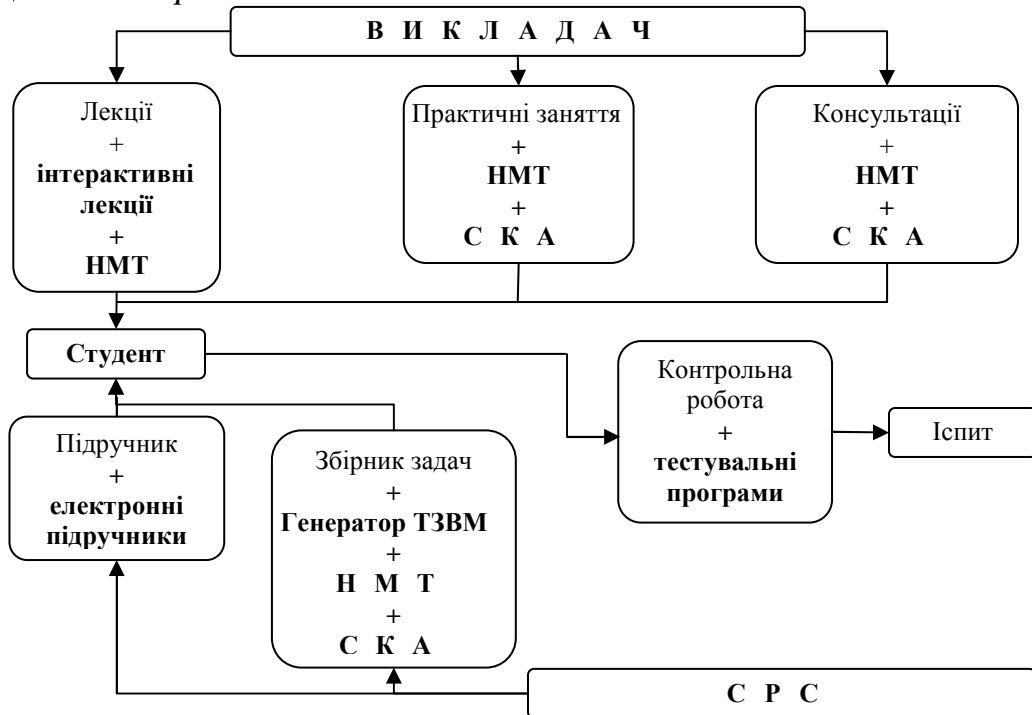 В И К Л А Д А Ч
Лекції
+
інтерактивні
лекції
+
НМТ
Практичні заняття
+
НМТ
+
С К А
Консультації
+
НМТ
+
С К А
Студент
Контрольна
робота
+
тестувальні
програми
Іспит
Підручник
+
електронні
підручники
Збірник задач
+
Генератор ТЗВМ
+
Н М Т
+
С К А
С Р С